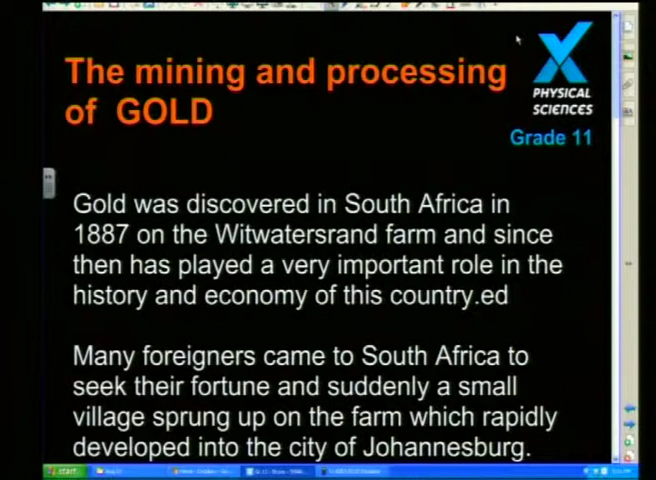 The mining and processing
of GOLD
X
PHYSICAL
SCIENCES
Grade 11
Gold was discovered in South Africa in
1887 on the Witwatersrand farm and since
then has played a very important role in the
history and economy of this country.ed
Many foreigners came to South Africa to
seek their fortune and suddenly a small
village sprung up on the farm which rapidly
developed into the city of Johannesburg.
start